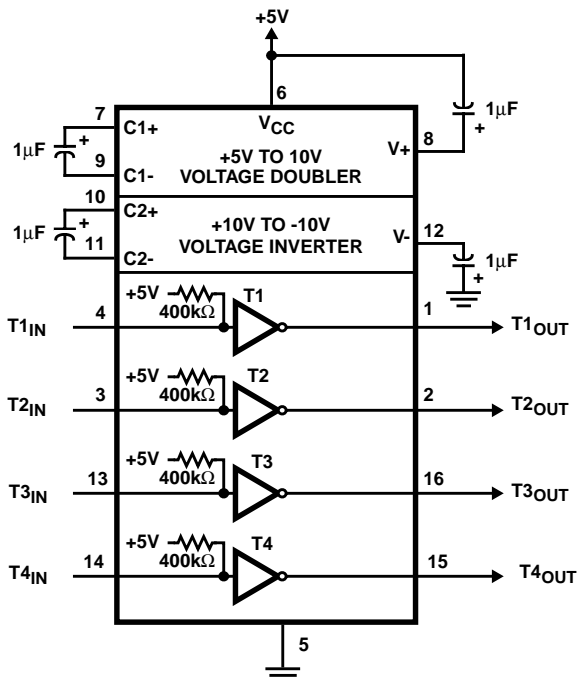 +5V
6
VCC
7
C1+
1μF
+
9
C1-
+5V TO 10V
VOLTAGE DOUBLER
V+
8
1μF
+
10
C2+
1μF
+
11
C2-
+10V TO -10V
VOLTAGE INVERTER
V-
12
1μF
+
T1IN
4
+5V
400kΩ
T1
1
T1OUT
T2IN
3
+5V
400kΩ
T2
2
T2OUT
T3IN
13
+5V
400kΩ
T3
16
T3OUT
T4IN
14
+5V
400kΩ
T4
15
T4OUT
5